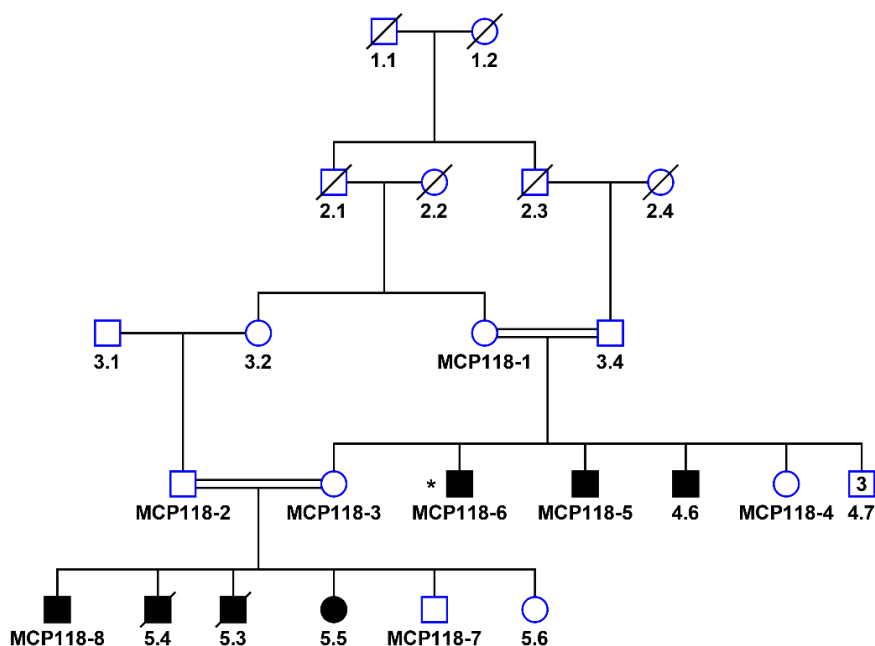 1.1 1.2
2.1 2.2 2.3 2.4
3.1 3.2 MCP118-1 3.4
3
*
MCP118-2 MCP118-3 MCP118-6 MCP118-5 4.6 MCP118-4 4.7
MCP118-8 5.4 5.3 5.5 MCP118-7 5.6